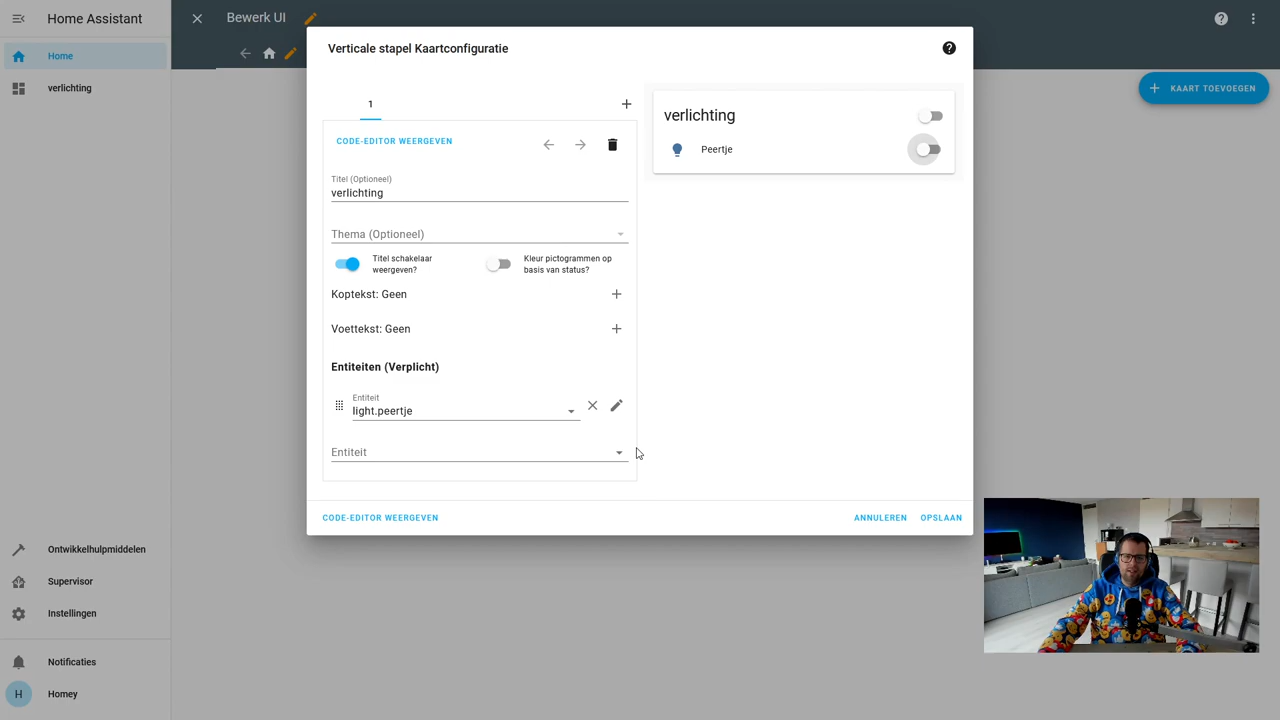 Home Assistant
Bewerk UI
Home
verlichting
KAART TOEVOEGEN
Verticale stapel Kaartconfiguratie
1
CODE-EDITOR WEERGEVEN
Titel (Optioneel)
verlichting
Thema (Optioneel)
Titel schakelaar
weergeven?
Kleur pictogrammen op
basis van status?
Koptekst: Geen
Voettekst: Geen
Entiteiten (Verplicht)
Entiteit
light.peertje
Entiteit
verlichting
Peertje
CODE-EDITOR WEERGEVEN
ANNULEREN
OPSLAAN
Ontwikkelhulpmiddelen
Supervisor
Instellingen
Notificaties
H
Homey